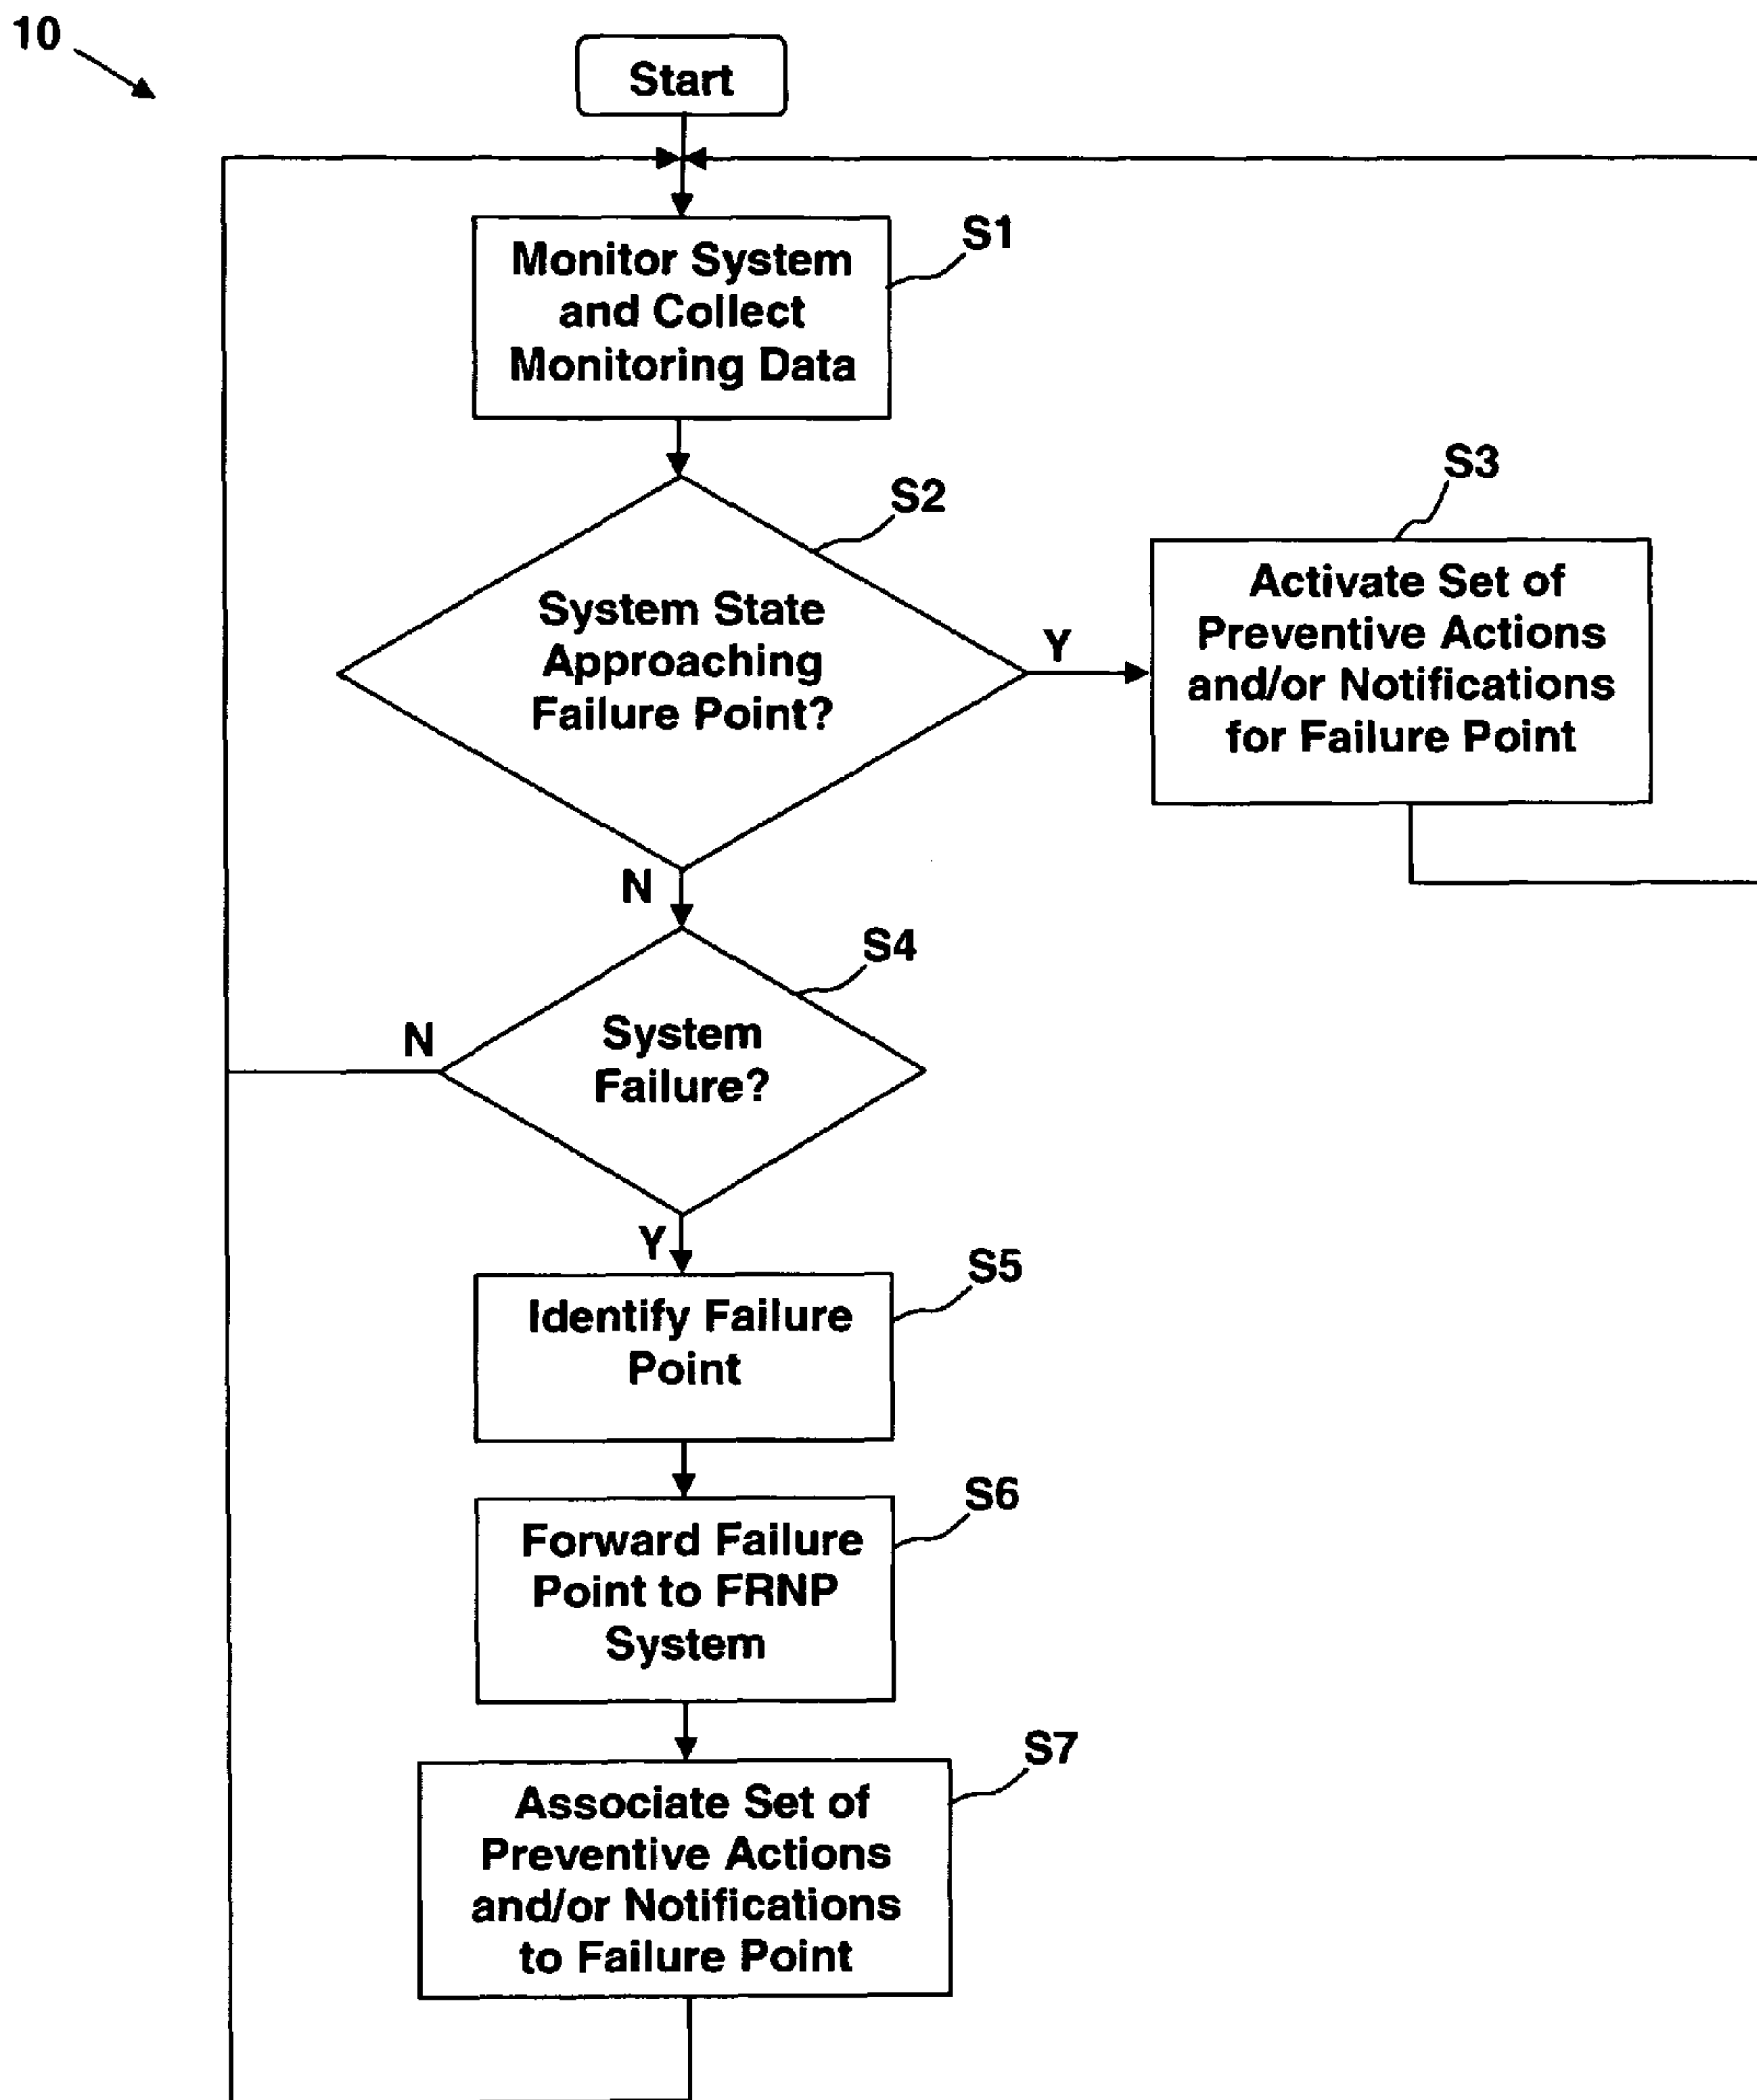 10
Start
S1
Monitor System
and Collect
Monitoring Data
S2
System State
Approaching
Failure Point?
Y
S3
Activate Set of
Preventive Actions
and/or Notifications
for Failure Point
N
S4
System
Failure?
N
Y
S5
Identify Failure
Point
S6
Forward Failure
Point to FRNP
System
S7
Associate Set of
Preventive Actions
and/or Notifications
to Failure Point